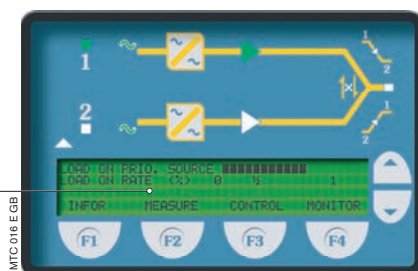 1
1
2
2
1
2
LOAD ON PRIO. SOURCE
LOAD ON RATE (%) 0 ½ 1
INFOR MEASURE CONTROL MONITOR
F1 F2 F3 F4
MTC 016 E GB